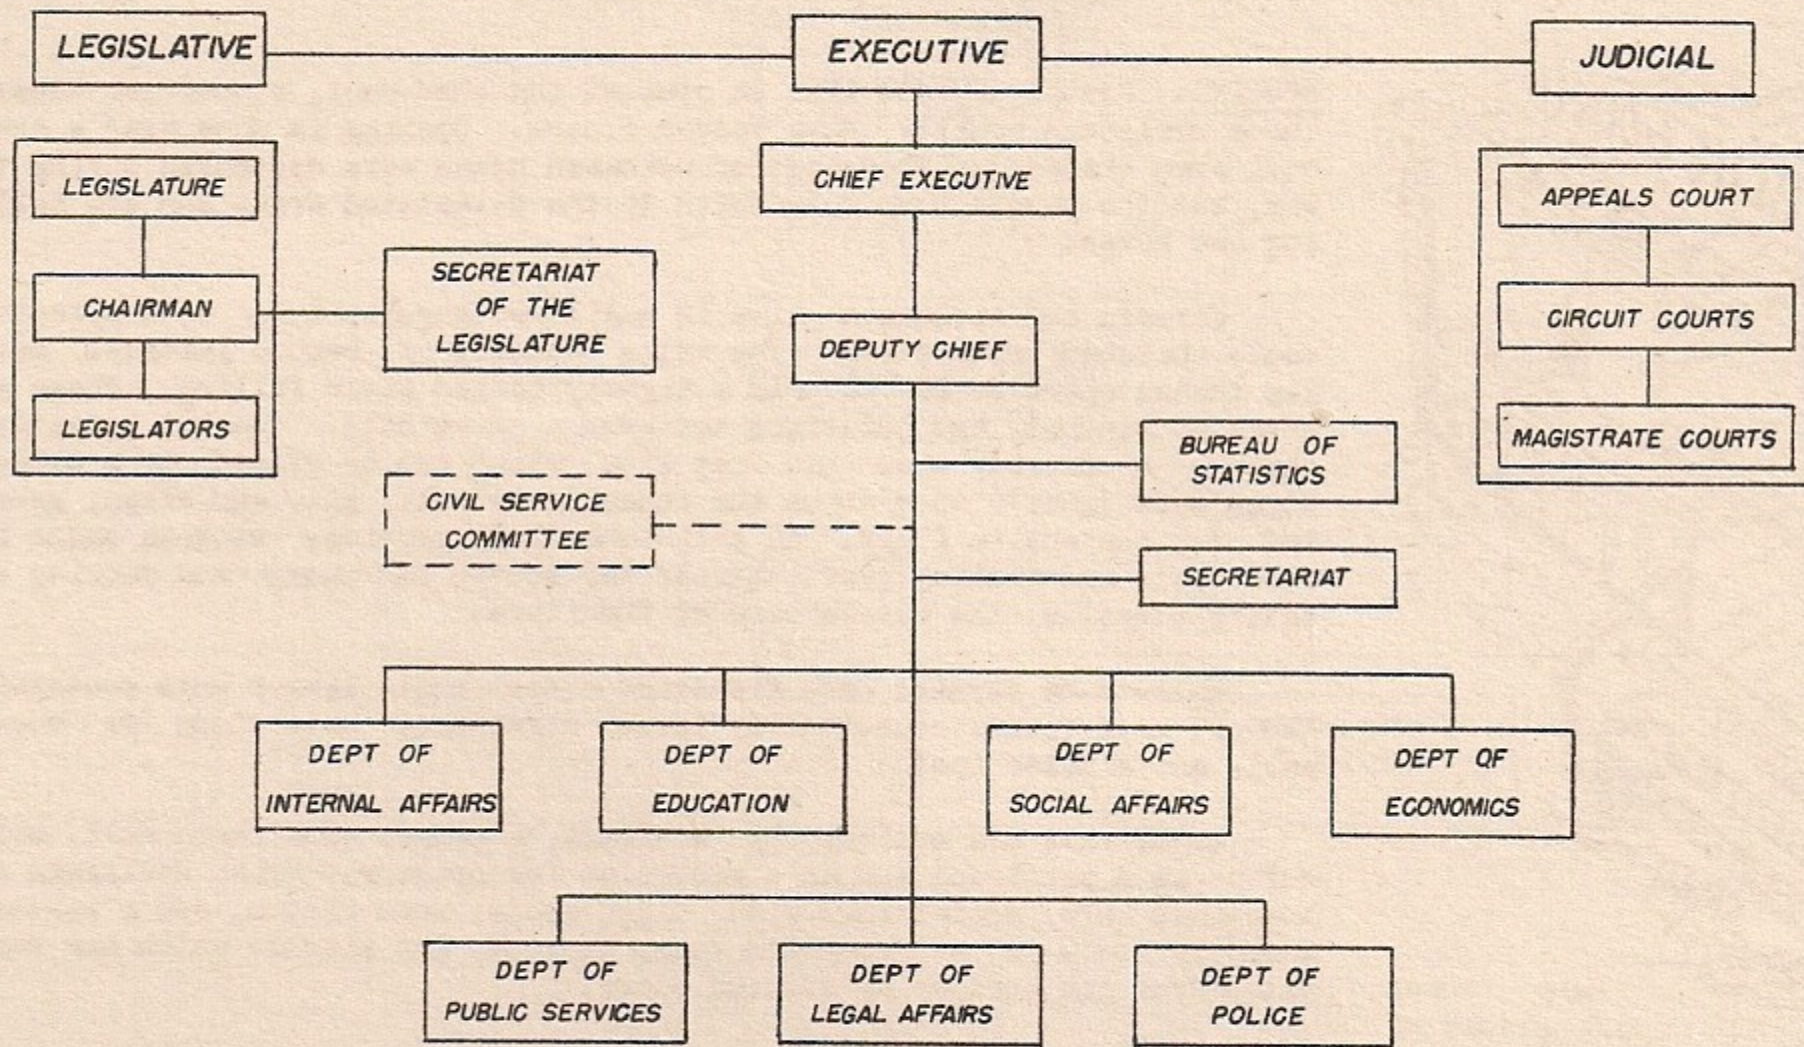 LEGISLATIVE
EXECUTIVE
JUDICIAL
LEGISLATURE
CHAIRMAN
LEGISLATORS
SECRETARIAT
OF THE
LEGISLATURE
CHIEF EXECUTIVE
DEPUTY CHIEF
APPEALS COURT
CIRCUIT COURTS
MAGISTRATE COURTS
BUREAU OF
STATISTICS
CIVIL SERVICE
COMMITTEE
SECRETARIAT
DEPT OF
INTERNAL AFFAIRS
DEPT OF
EDUCATION
DEPT OF
SOCIAL AFFAIRS
DEPT OF
ECONOMICS
DEPT OF
PUBLIC SERVICES
DEPT OF
LEGAL AFFAIRS
DEPT OF
POLICE